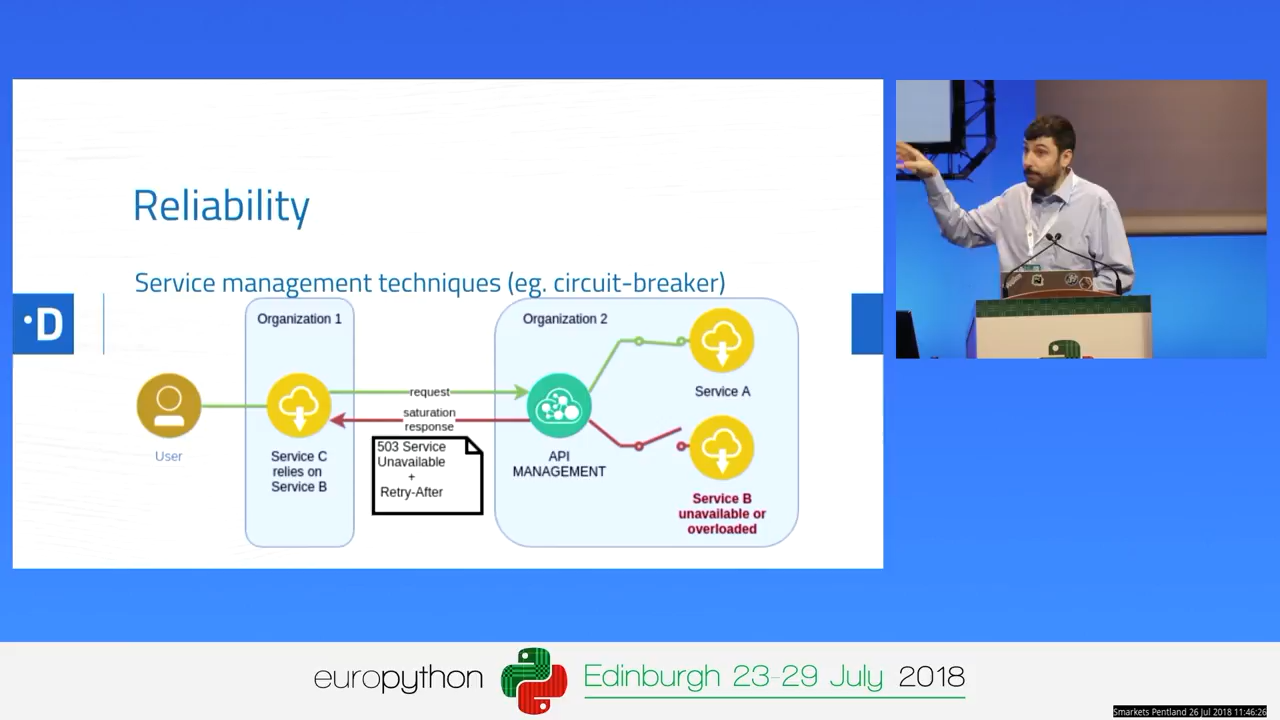 Reliability
Service management techniques (eg. circuit-breaker)
·D
Organization 1
Organization 2
request
saturation
response
503 Service
Unavailable
+
Retry-After
User
Service C
relies on
Service B
API
MANAGEMENT
Service A
Service B
unavailable or
overloaded
europython
Edinburgh 23-29 July 2018
Smarkets Pentland 26 Jul 2018 11:46:26